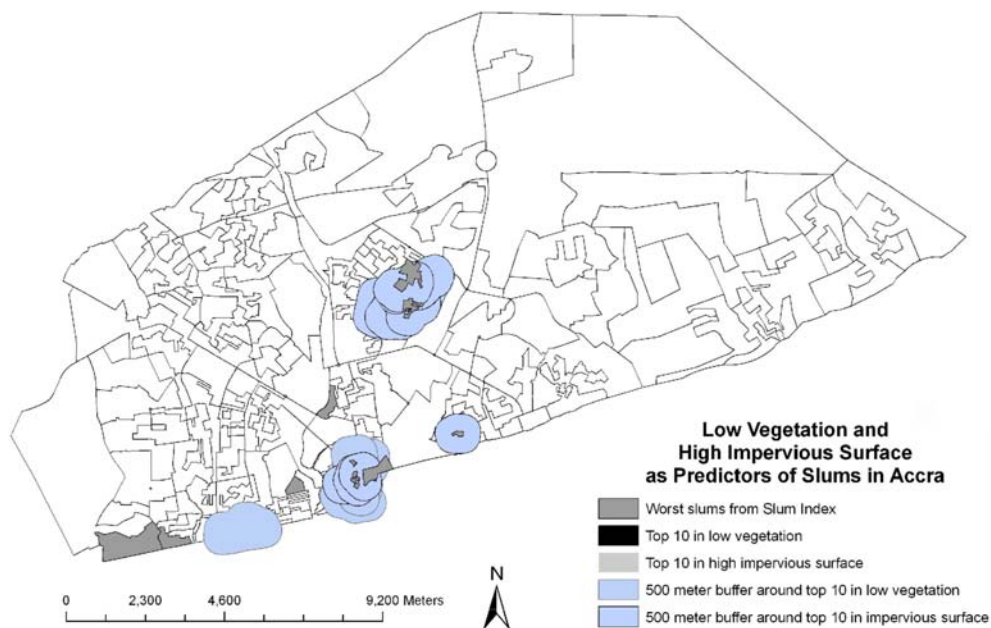 Low Vegetation and
High Impervious Surface
as Predictors of Slums in Accra
Worst slums from Slum Index
Top 10 in low vegetation
Top 10 in high impervious surface
500 meter buffer around top 10 in low vegetation
500 meter buffer around top 10 in impervious surface
N
0 2,300 4,600 9,200 Meters